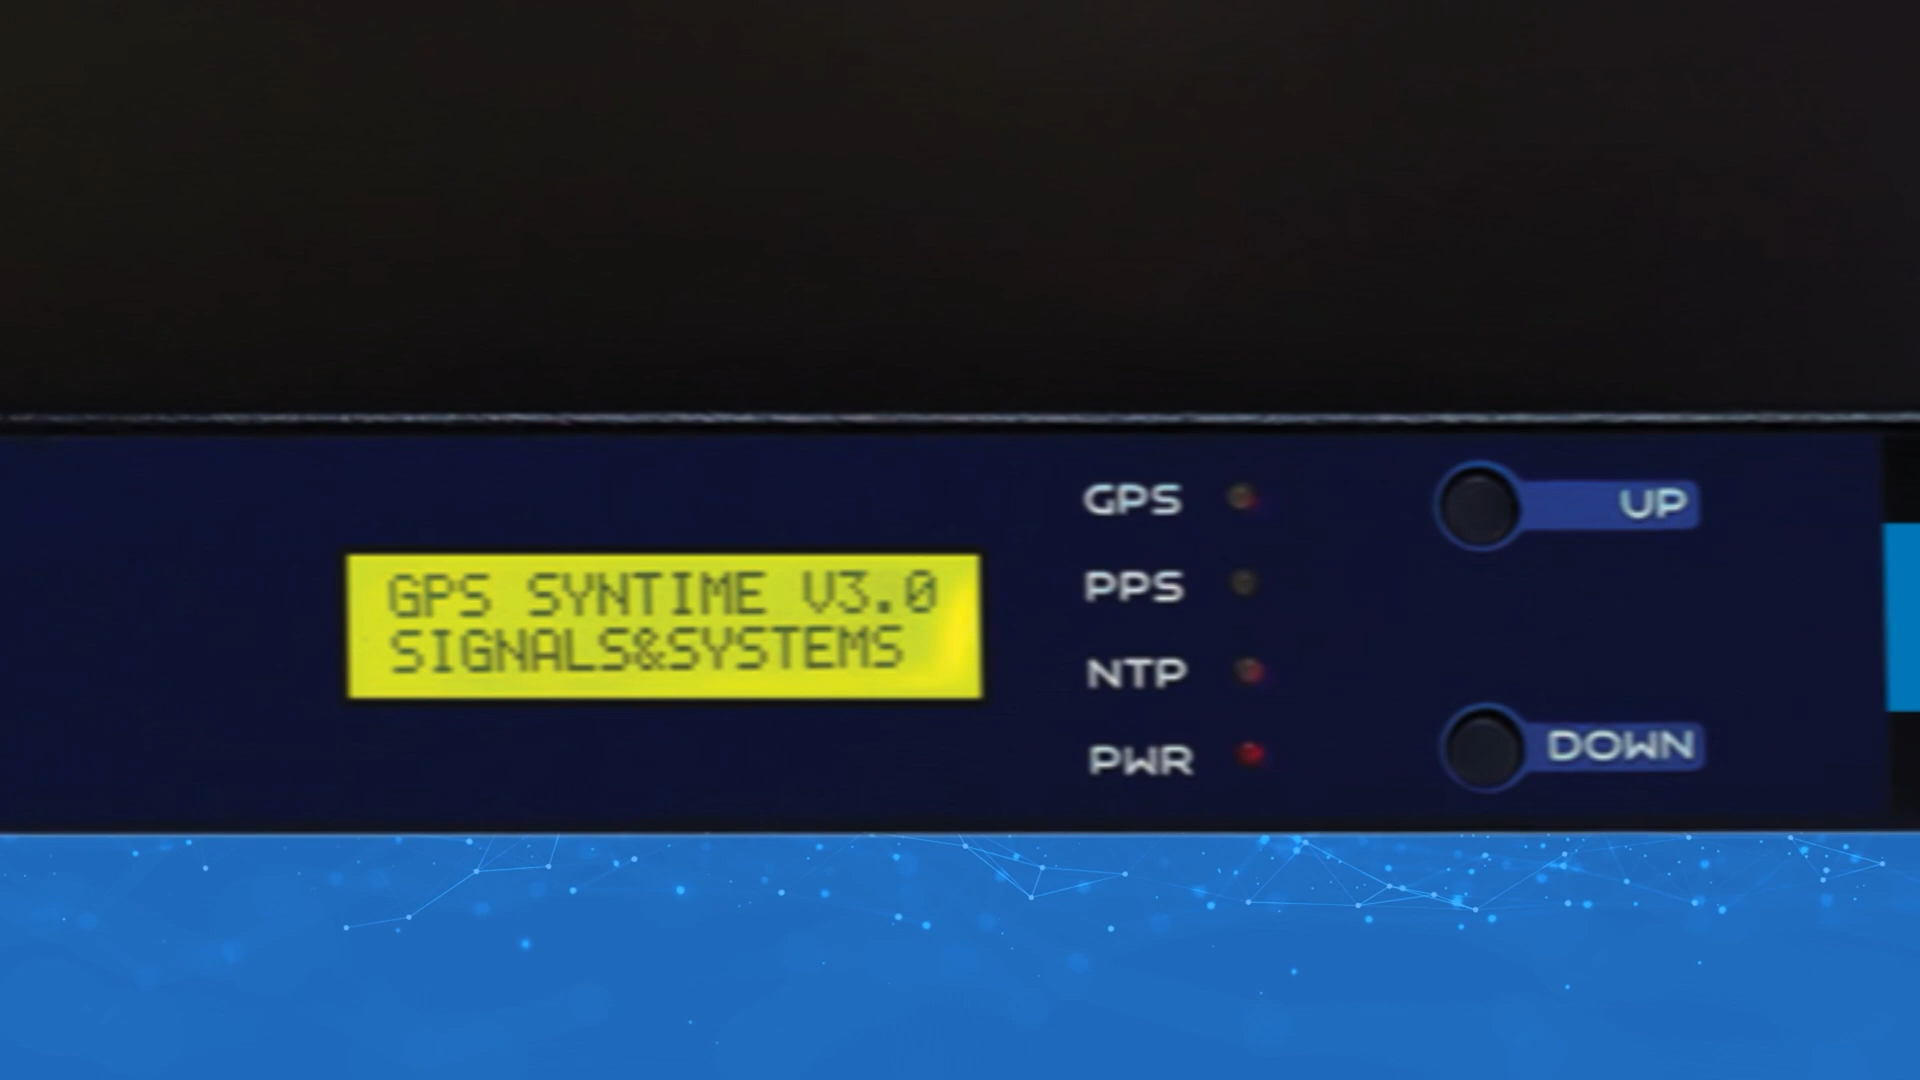 GPS SYNTIME V3.0
SIGNALS&SYSTEMS
GPS
PPS
NTP
PWR
UP
DOWN